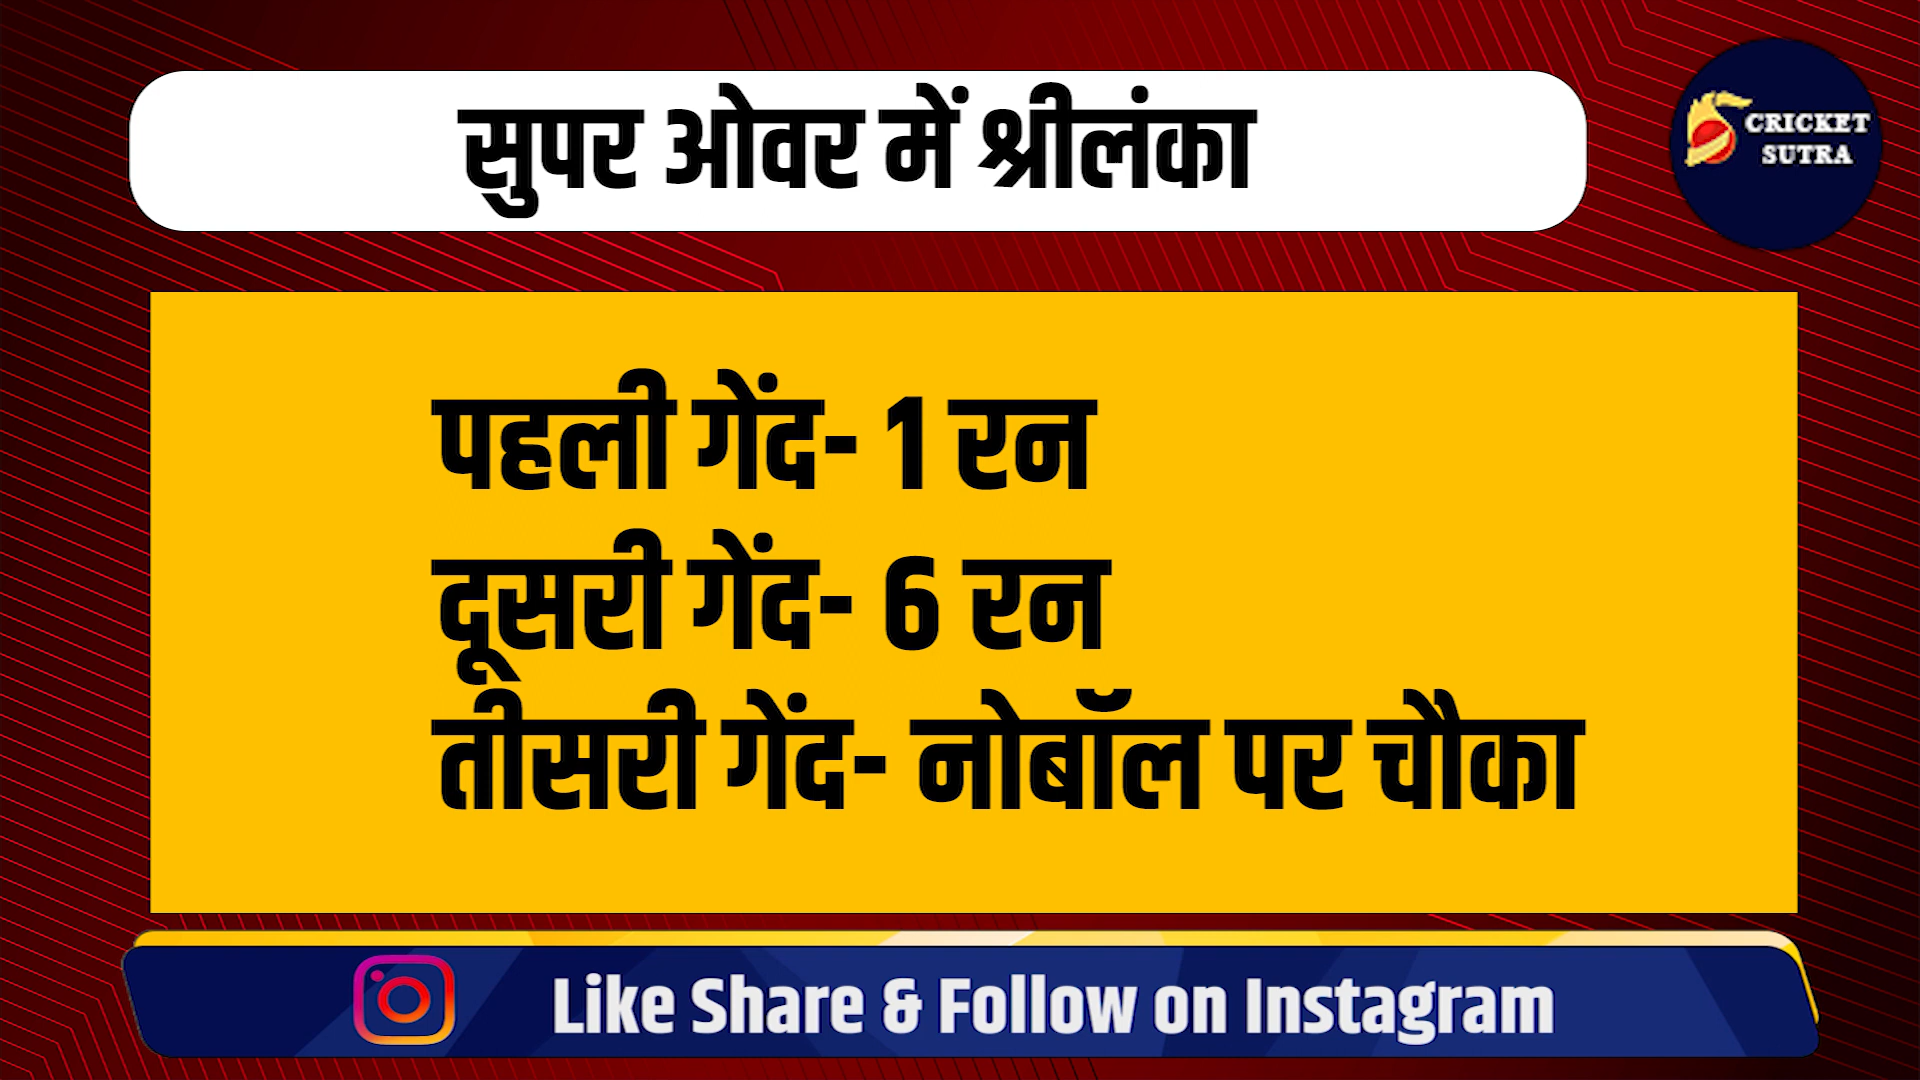 सुपर ओवर में श्रीलंका
CRICKET
SUTRA
पहली गेंद- 1 रन
दूसरी गेंद- 6 रन
तीसरी गेंद- नोबॉल पर चौका
Like Share & Follow on Instagram